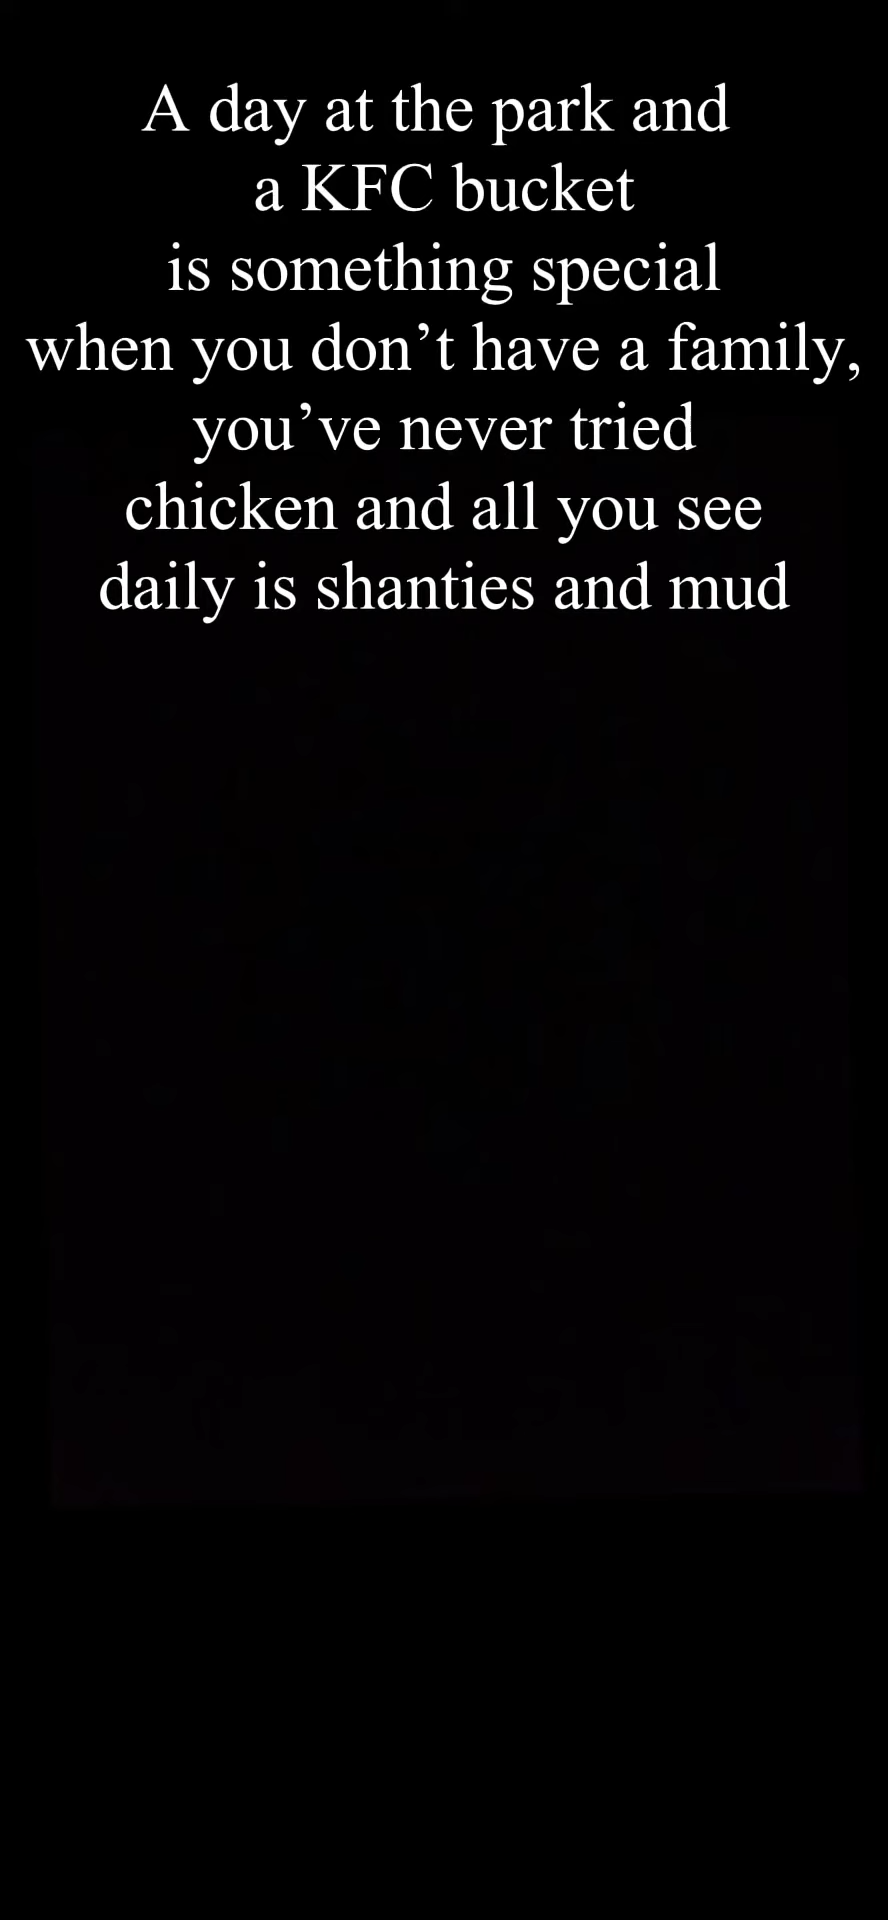 A day at the park and
a KFC bucket
is something special
when you don’t have a family,
you’ve never tried
chicken and all you see
daily is shanties and mud